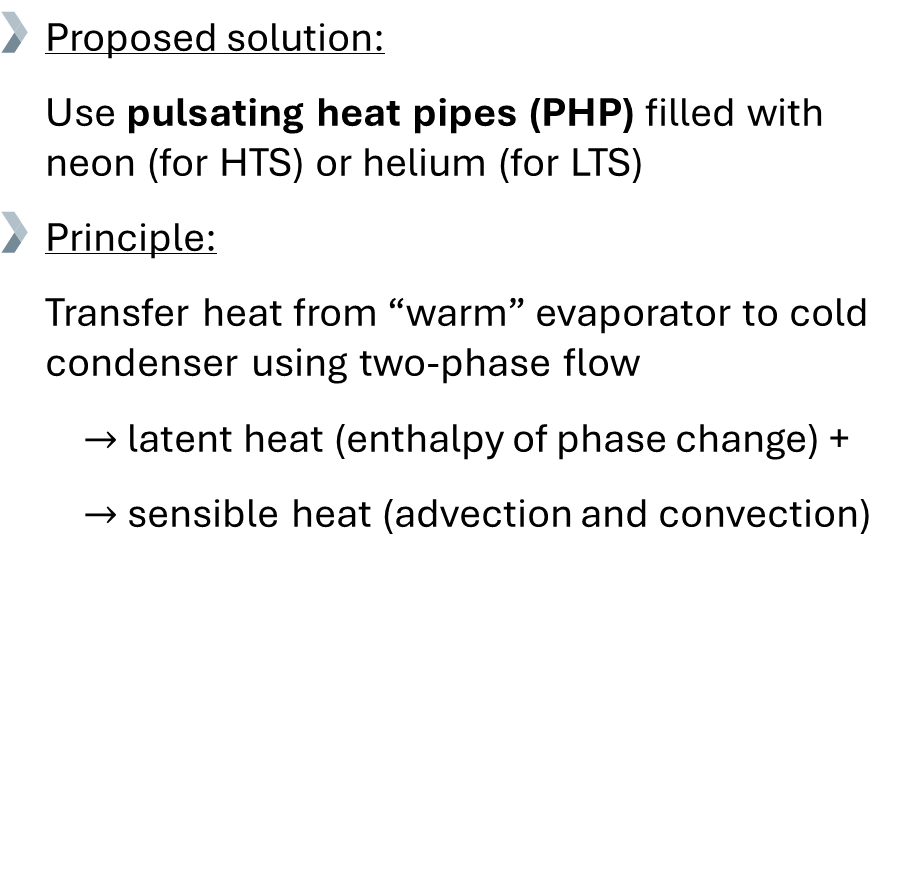 Proposed solution:
Use pulsating heat pipes (PHP) filled with
neon (for HTS) or helium (for LTS)
Principle:
Transfer heat from “warm” evaporator to cold
condenser using two-phase flow
→ latent heat (enthalpy of phase change) +
→ sensible heat (advection and convection)